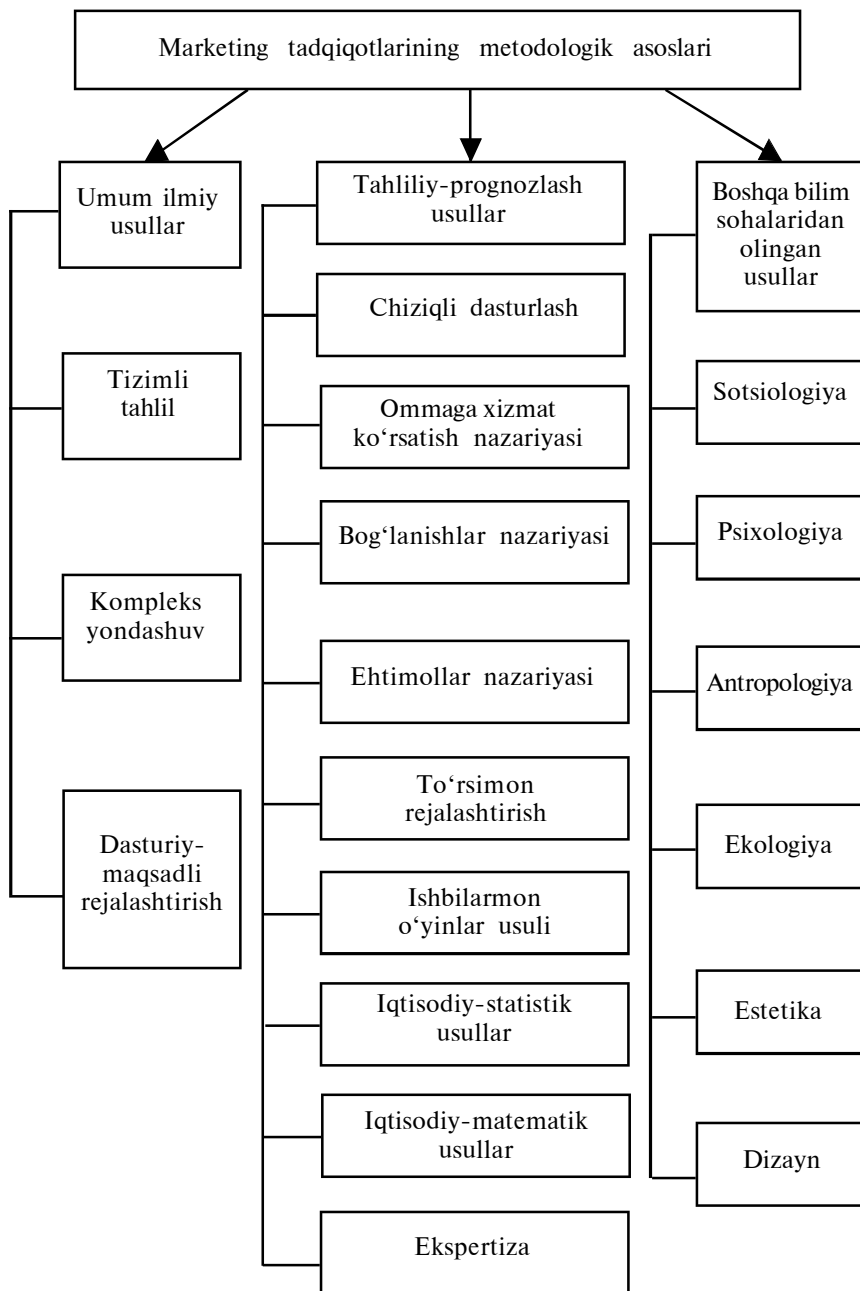 Marketing tadqiqotlarining metodologik asoslari
Umum ilmiy
usullar
Tizimli
tahlil
Kompleks
yondashuv
Dasturiy-
maqsadli
rejalashtirish
Tahliliy-prognozlash
usullar
Chiziqli dasturlash
Ommaga xizmat
ko‘rsatish nazariyasi
Bog‘lanishlar nazariyasi
Ehtimollar nazariyasi
To‘rsimon
rejalashtirish
Ishbilarmon
o‘yinlar usuli
Iqtisodiy-statistik
usullar
Iqtisodiy-matematik
usullar
Ekspertiza
Boshqa bilim
sohalaridan
olingan
usullar
Sotsiologiya
Psixologiya
Antropologiya
Ekologiya
Estetika
Dizayn